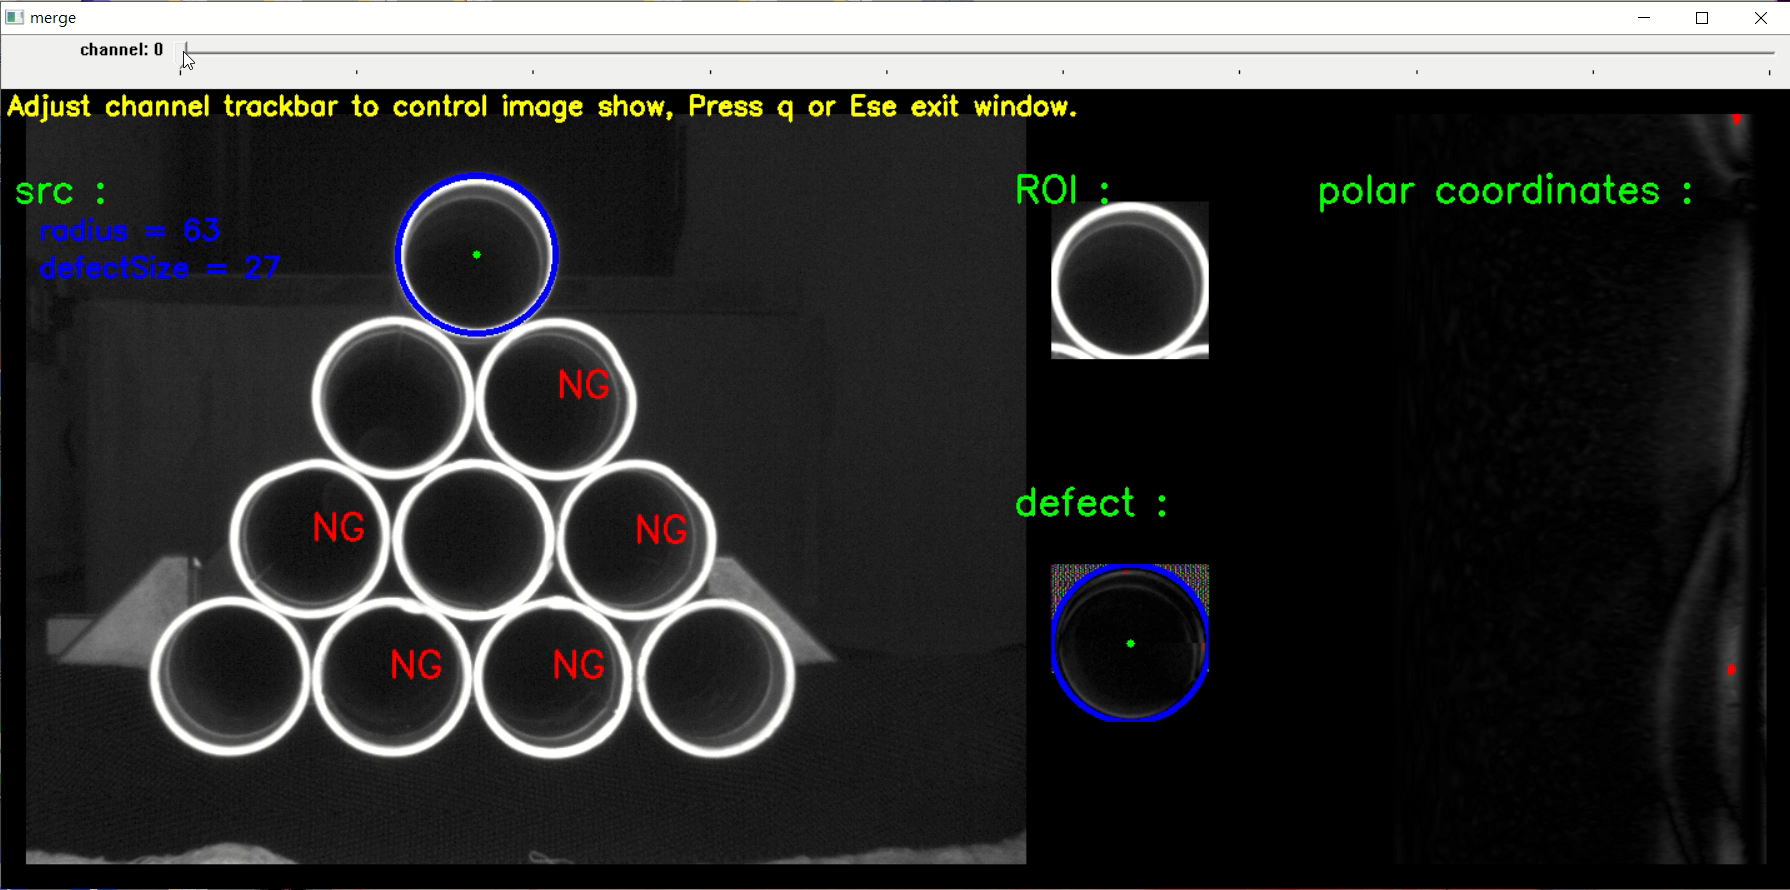 merge
channel: 0
Adjust channel trackbar to control image show, Press q or Ese exit window.
src :
radius = 63
defectSize = 27
ROI :
polar coordinates :
NG
defect :
NG
NG
NG
NG